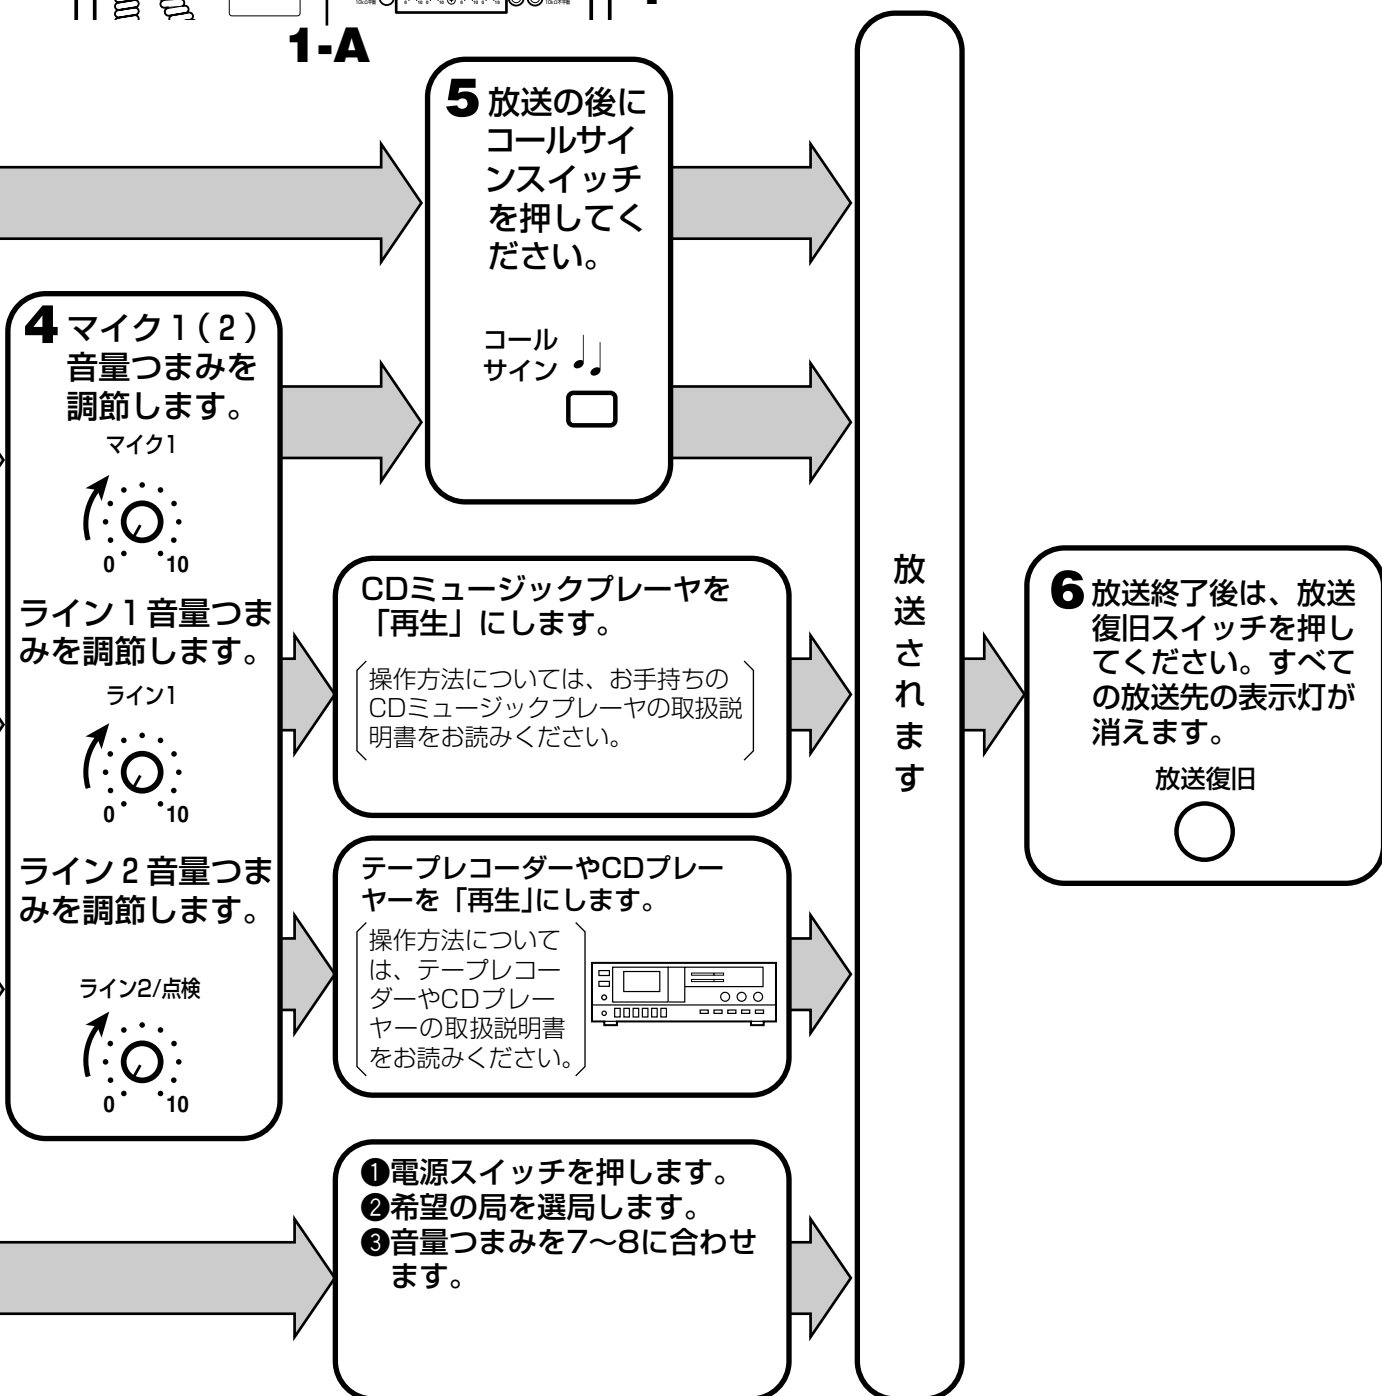 1-A
5 放送の後に
コールサイ
ンスイッチ
を押してく
ださい。
コール
サイン
4 マイク1(2)
音量つまみを
調節します。
マイク1
0 10
ライン1音量つま
みを調節します。
ライン1
0 10
ライン2音量つま
みを調節します。
ライン2/点検
0 10
CDミュージックプレーヤを
「再生」にします。
操作方法については、お手持ちの
CDミュージックプレーヤの取扱説
明書をお読みください。
テープレコーダーやCDプレー
ヤーを「再生」にします。
操作方法について
は、テープレコー
ダーやCDプレー
ヤーの取扱説明書
をお読みください。
❶電源スイッチを押します。
❷希望の局を選局します。
❸音量つまみを7～8に合わせ
ます。
放送されます
6 放送終了後は、放送
復旧スイッチを押し
てください。すべて
の放送先の表示灯が
消えます。
放送復旧